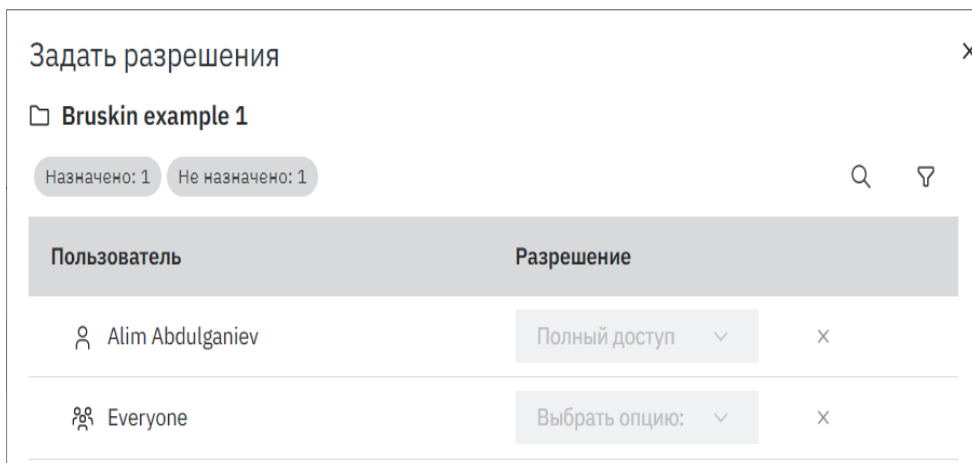 Задать разрешения
Bruskin example 1
Назначено: 1 Не назначено: 1
Пользователь Разрешение
Alim Abdulganiev Полный доступ
Everyone Выбрать опцию: